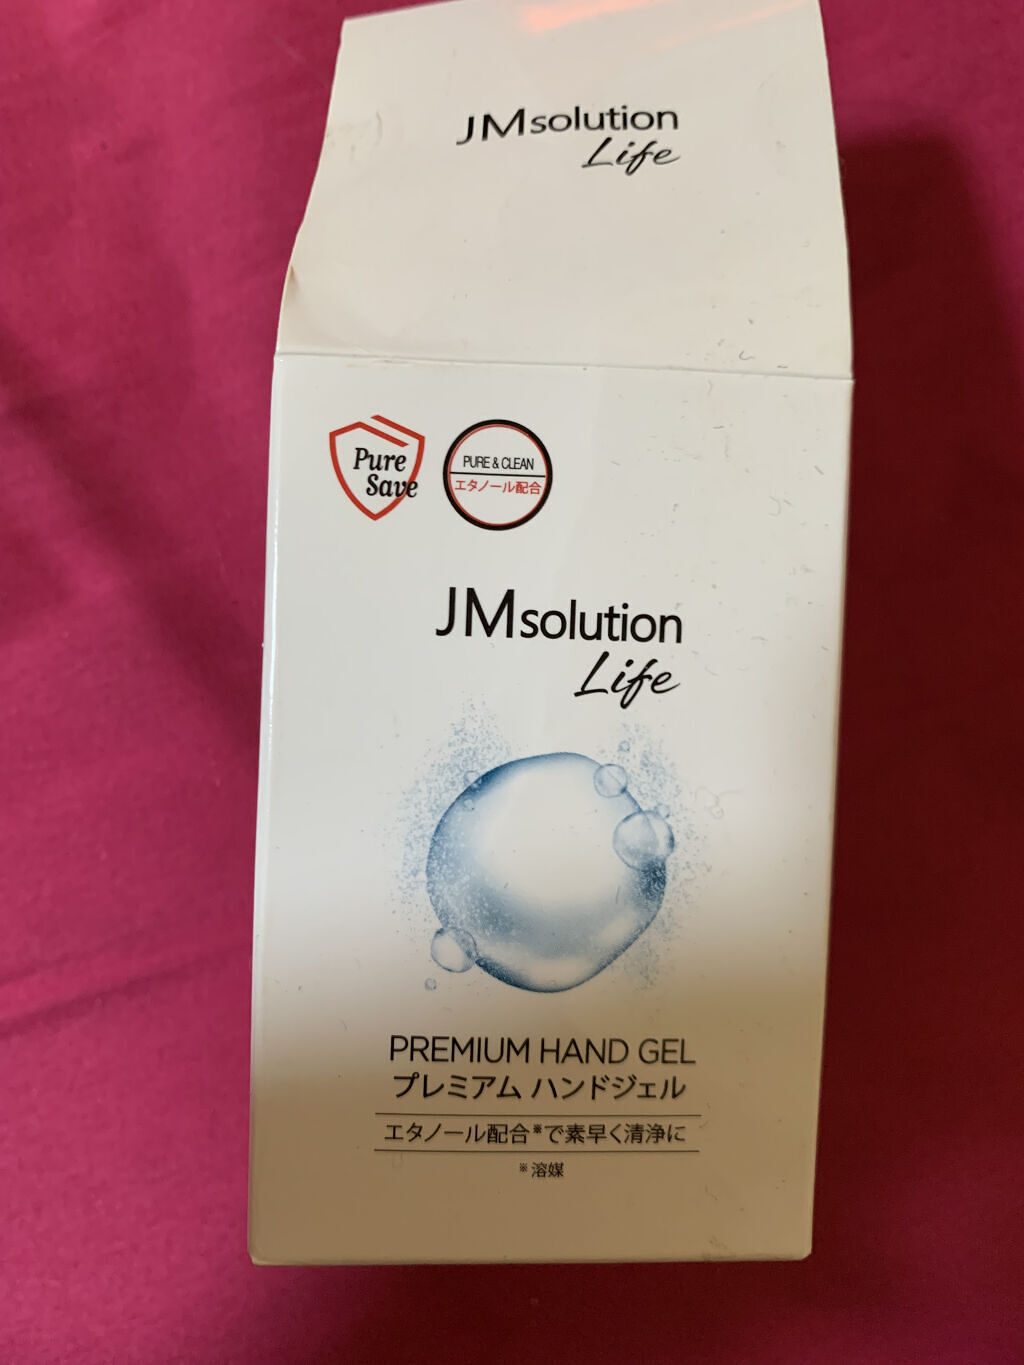 JMsolution
Life
Pure
Save
PURE & CLEAN
エタノール配合
JMsolution
Life
PREMIUM HAND GEL
プレミアム ハンドジェル
エタノール配合※で素早く清浄に
※溶媒